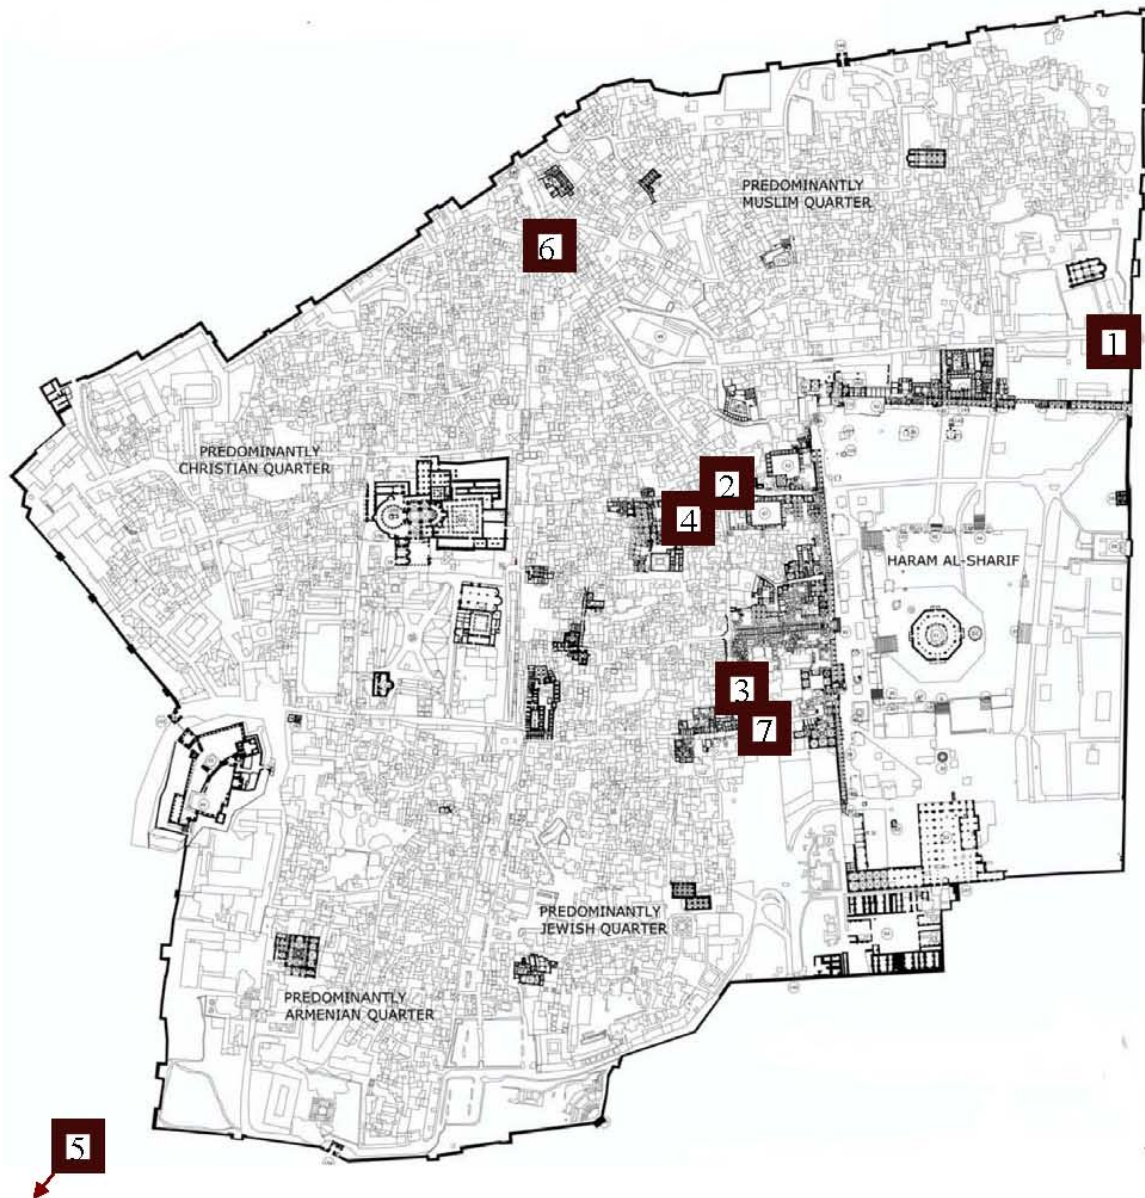 PREDOMINANTLY
MUSLIM QUARTER
6
1
PREDOMINANTLY
CHRISTIAN QUARTER
2
4
HARAM AL-SHARIF
3
7
PREDOMINANTLY
JEWISH QUARTER
PREDOMINANTLY
ARMENIAN QUARTER
5